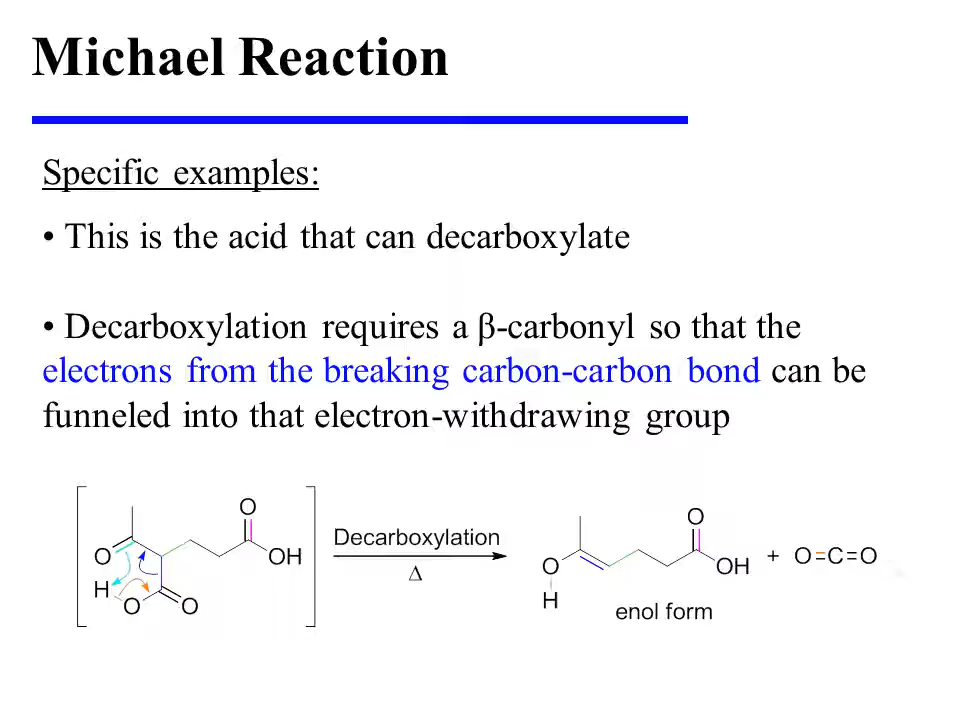 Michael Reaction
Specific examples:
• This is the acid that can decarboxylate
• Decarboxylation requires a β-carbonyl so that the
electrons from the breaking carbon-carbon bond can be
funneled into that electron-withdrawing group
O
O
OH
H
O
O
Decarboxylation
Δ
O
O
OH
H
enol form
+ O=C=O